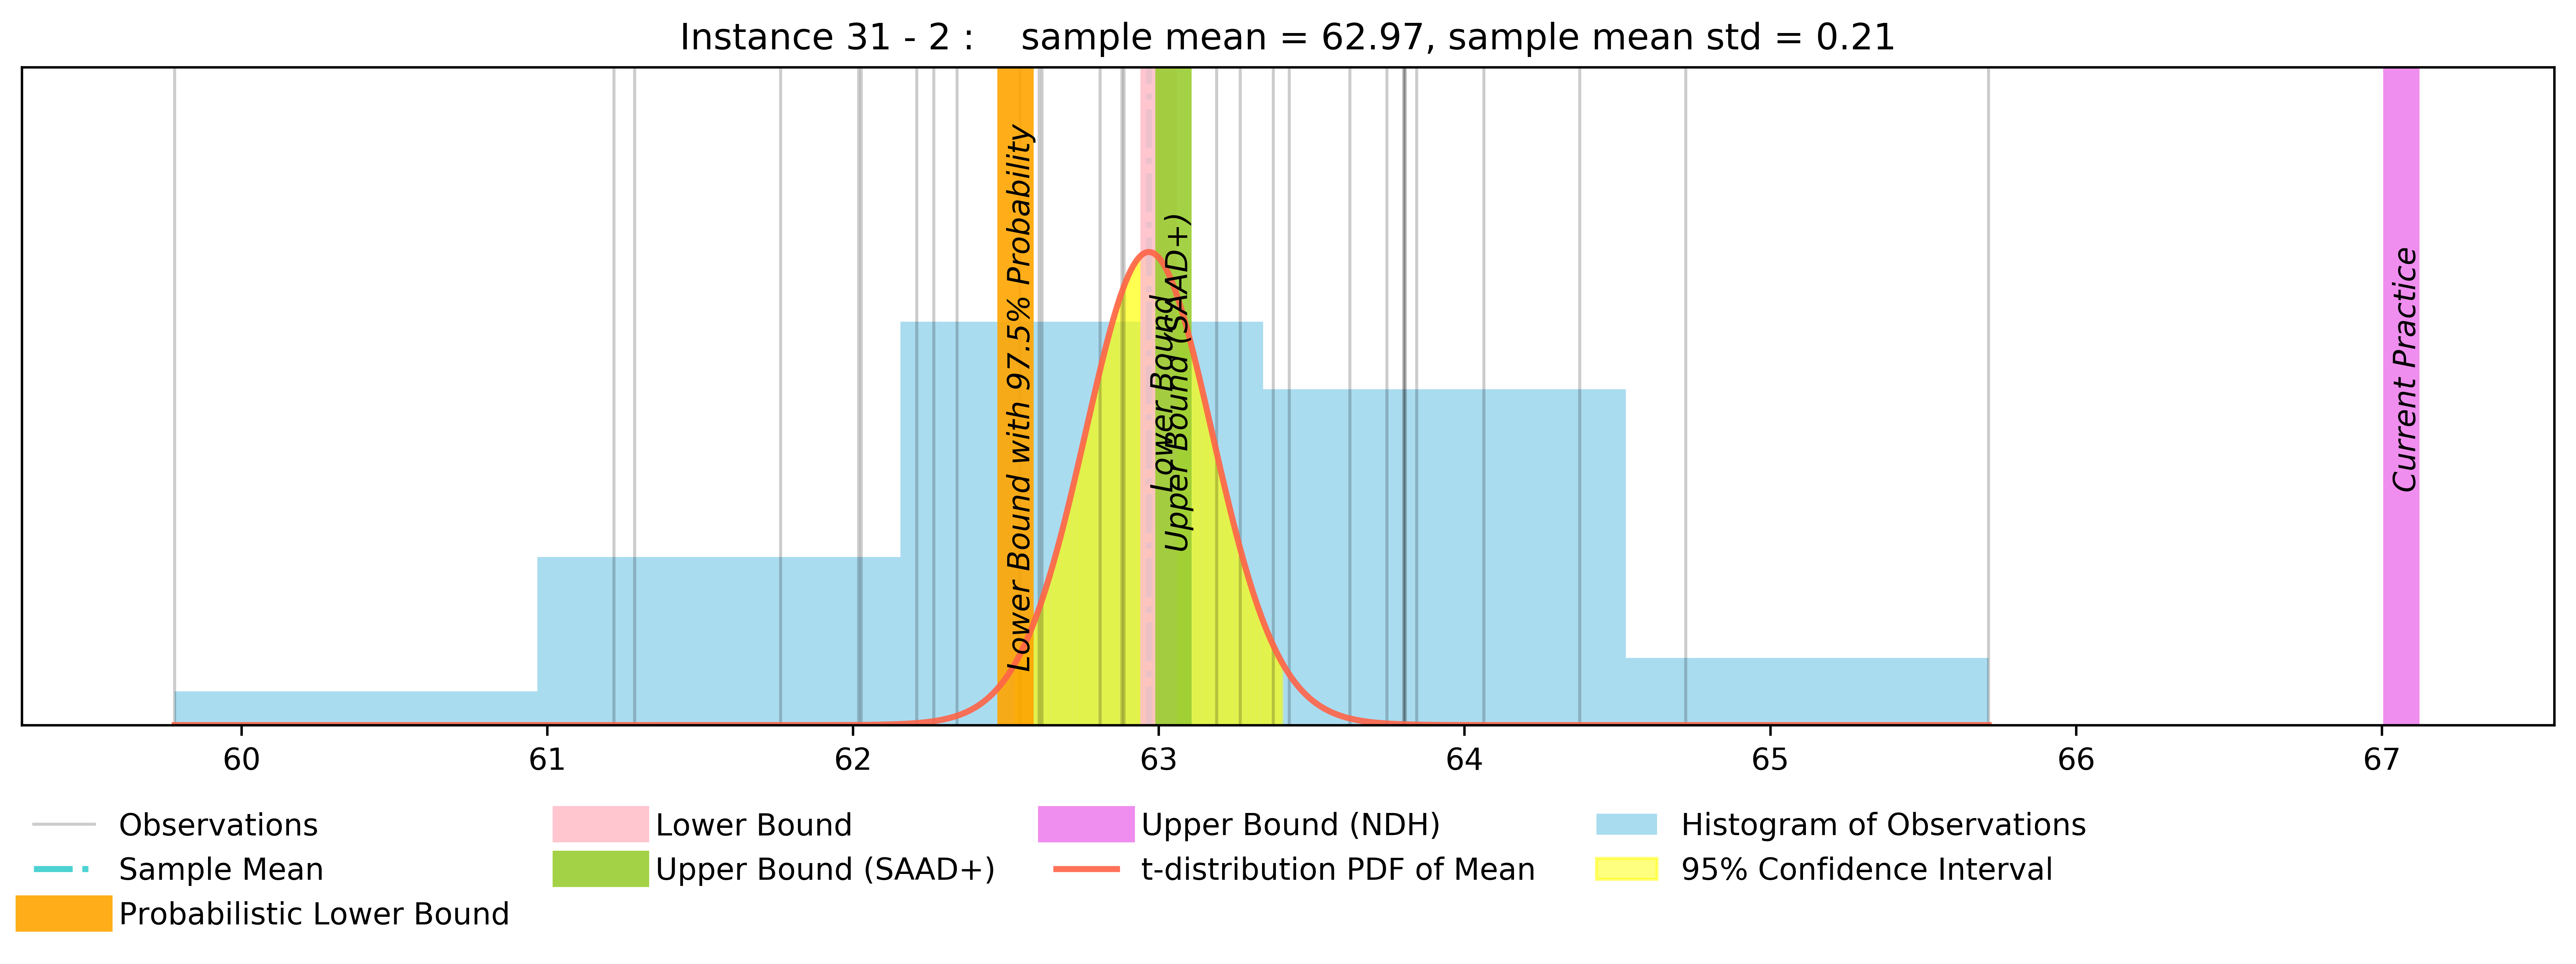 Instance 31 - 2 :    sample mean = 62.97, sample mean std = 0.21
Lower Bound with 97.5% Probability
Lower Bound
Upper Bound (SAAD+)
Current Practice
60 61 62 63 64 65 66 67
Observations
Sample Mean
Probabilistic Lower Bound
Lower Bound
Upper Bound (SAAD+)
Upper Bound (NDH)
t-distribution PDF of Mean
Histogram of Observations
95% Confidence Interval